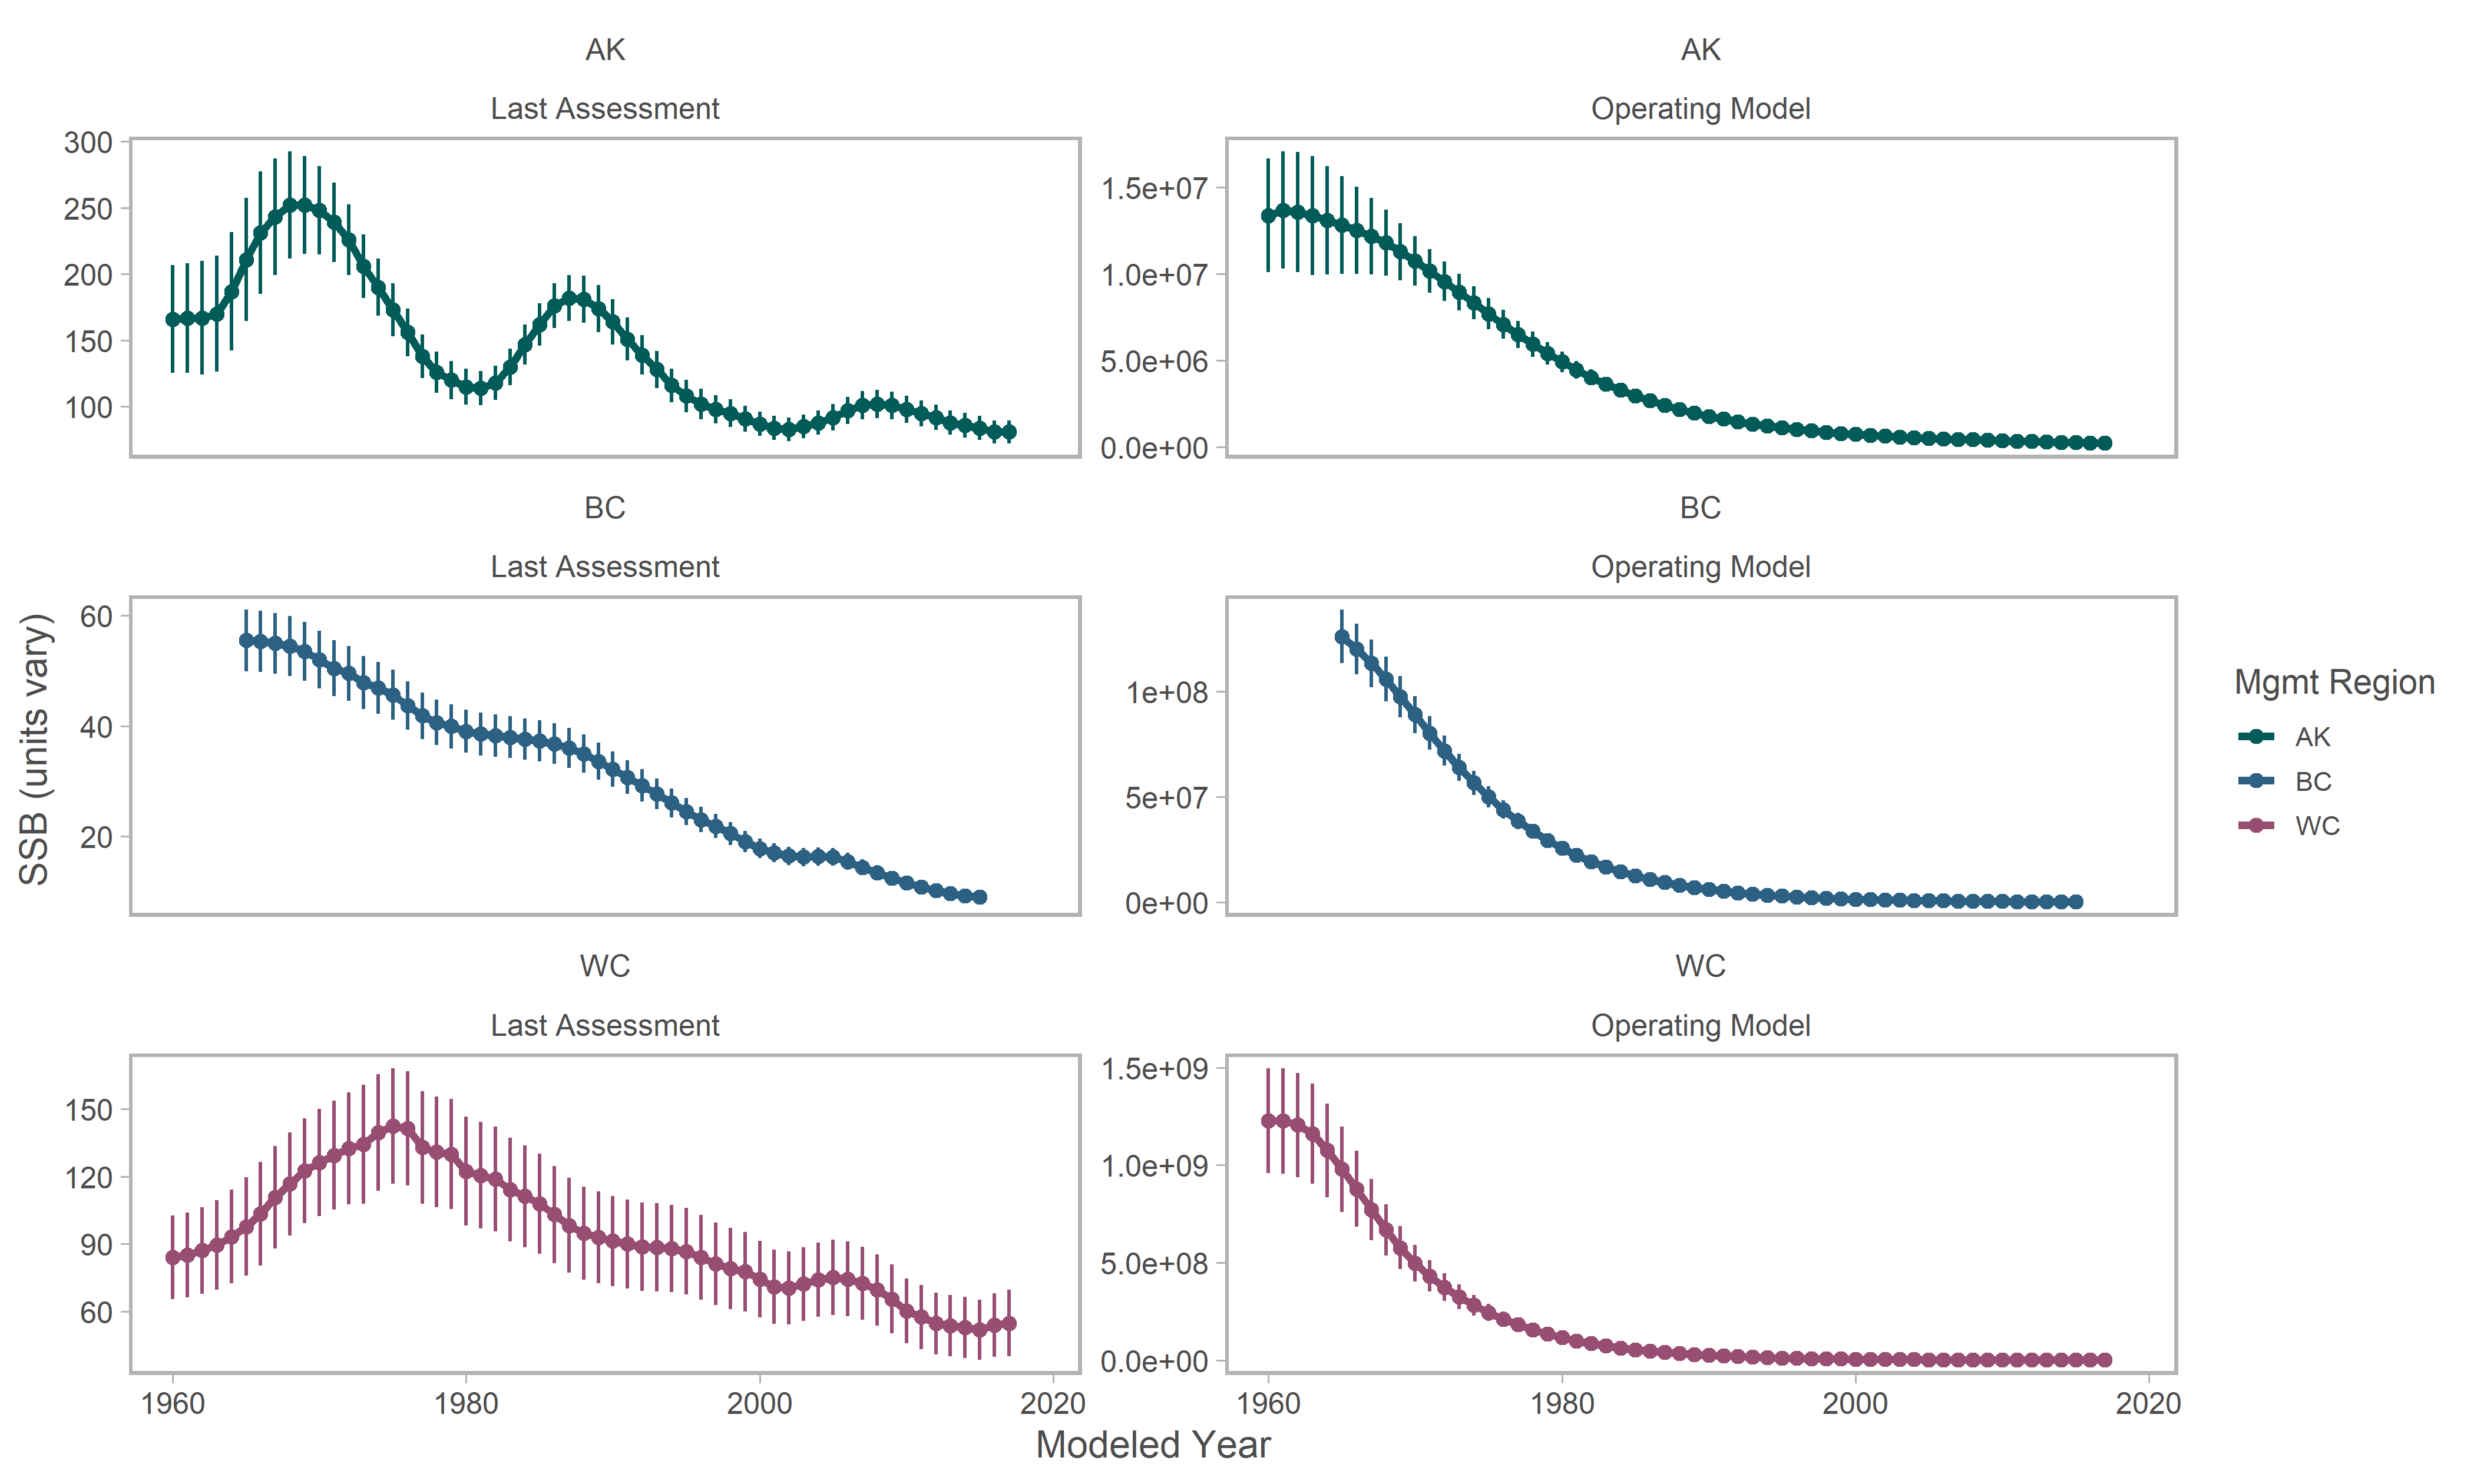 AK
Last Assessment
300
250
200
150
100
AK
Operating Model
1.5e+07
1.0e+07
5.0e+06
0.0e+00
BC
Last Assessment
60
40
20
BC
Operating Model
1e+08
5e+07
0e+00
WC
Last Assessment
150
120
90
60
1960 1980 2000 2020
WC
Operating Model
1.5e+09
1.0e+09
5.0e+08
0.0e+00
1960 1980 2000 2020
SSB (units vary)
Modeled Year
Mgmt Region
AK
BC
WC